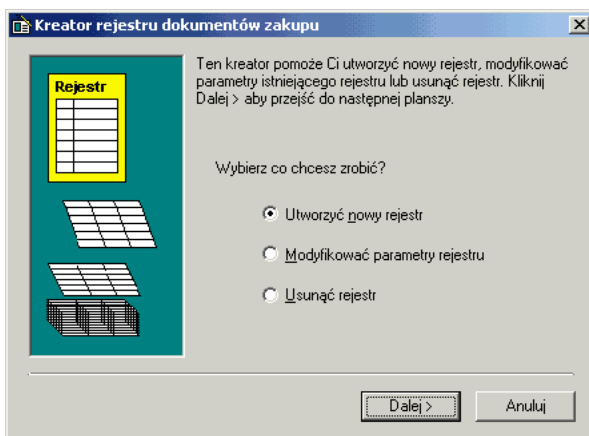 Kreator rejestru dokumentów zakupu
Rejestr
Ten kreator pomoże Ci utworzyć nowy rejestr, modyfikować
parametry istniejącego rejestru lub usunąć rejestr. Kliknij
Dalej > aby przejść do następnej planszy.
Wybierz co chcesz zrobić?
Utworzyć nowy rejestr
Modyfikować parametry rejestru
Usunąć rejestr
Dalej >
Anuluj